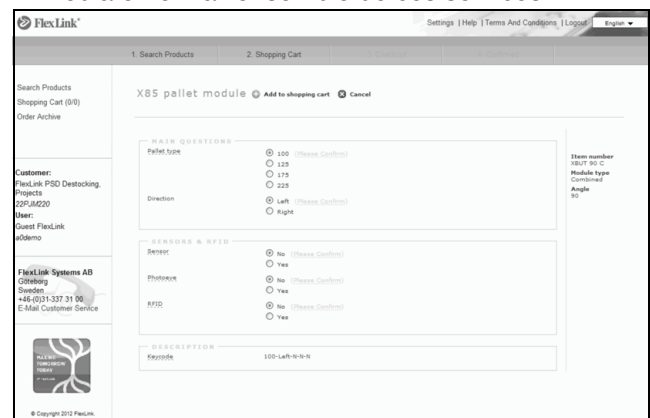 FlexLink®
Settings | Help | Terms And Conditions | Logout English
1. Search Products 2. Shopping Cart
Search Products
Shopping Cart (0/0)
Order Archive
X85 pallet module Add to shopping cart Cancel
MAIN QUESTIONS
Pallet type 100 (Please Confirm)
125
175
225
Direction Left (Please Confirm)
Right
Item number
XBUT 90 C
Module type
Combined
Angle
90
Customer:
FlexLink PSD Destocking,
Projects
22PJM220
User:
Guest FlexLink
a0demo
SENSORS & RFID
Sensor No (Please Confirm)
Yes
Photoeye No (Please Confirm)
Yes
RFID No (Please Confirm)
Yes
FlexLink Systems AB
Göteborg
Sweden
+46-(0)31-337 31 00
E-Mail Customer Service
DESCRIPTION
Keycode 100-Left-N-N-N
MAKING
TOMORROW
TODAY
© Copyright 2012 FlexLink.